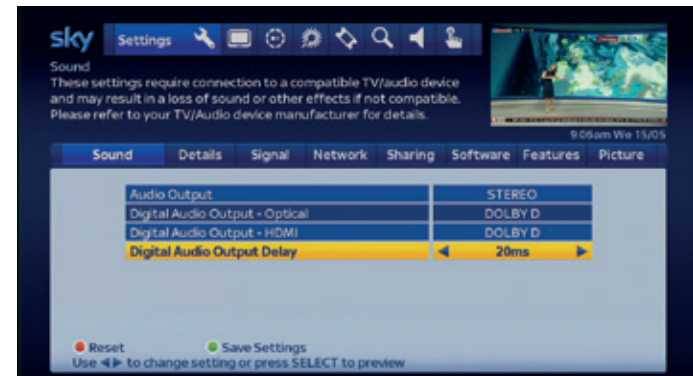 sky Settings
Sound
These settings require connection to a compatible TV/audio device
and may result in a loss of sound or other effects if not compatible.
Please refer to your TV/Audio device manufacturer for details.
9.06am We 15/05
Sound Details Signal Network Sharing Software Features Picture
Audio Output STEREO
Digital Audio Output - Optical DOLBY D
Digital Audio Output - HDMI DOLBY D
Digital Audio Output Delay 20ms
Reset Save Settings
Use ◀▶ to change setting or press SELECT to preview